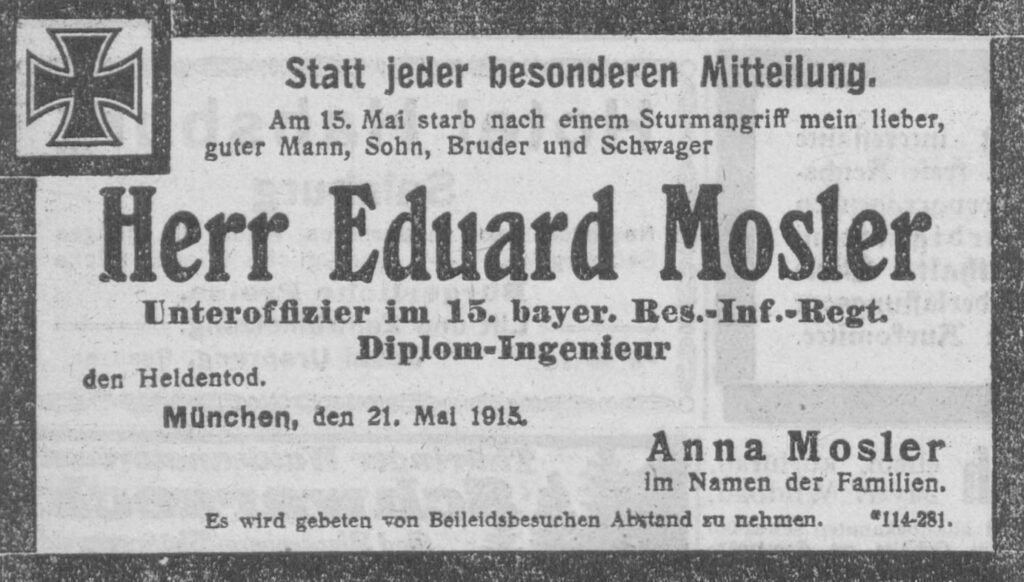 Statt jeder besonderen Mitteilung.
Am 15. Mai starb nach einem Sturmangriff mein lieber,
guter Mann, Sohn, Bruder und Schwager
Herr Eduard Mosler
Unteroffizier im 15. bayer. Res.-Inf.-Regt.
Diplom-Ingenieur
den Heldentod.
München, den 21. Mai 1915.
Anna Mosler
im Namen der Familien.
Es wird gebeten von Beileidsbesuchen Abstand zu nehmen. *114-281.